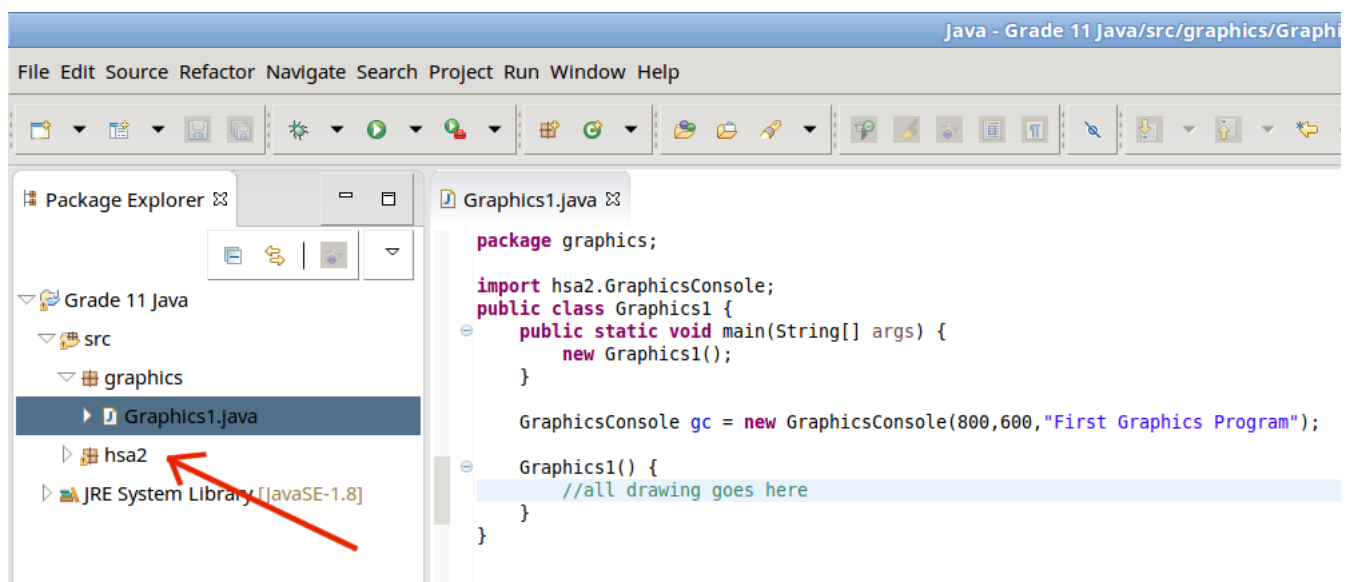 Java - Grade 11 Java/src/graphics/Graphi
File Edit Source Refactor Navigate Search Project Run Window Help
Package Explorer
Grade 11 Java
src
graphics
Graphics1.java
hsa2
JRE System Library [JavaSE-1.8]
Graphics1.java
package graphics;
import hsa2.GraphicsConsole;
public class Graphics1 {
public static void main(String[] args) {
new Graphics1();
}
GraphicsConsole gc = new GraphicsConsole(800,600,"First Graphics Program");
Graphics1() {
//all drawing goes here
}
}